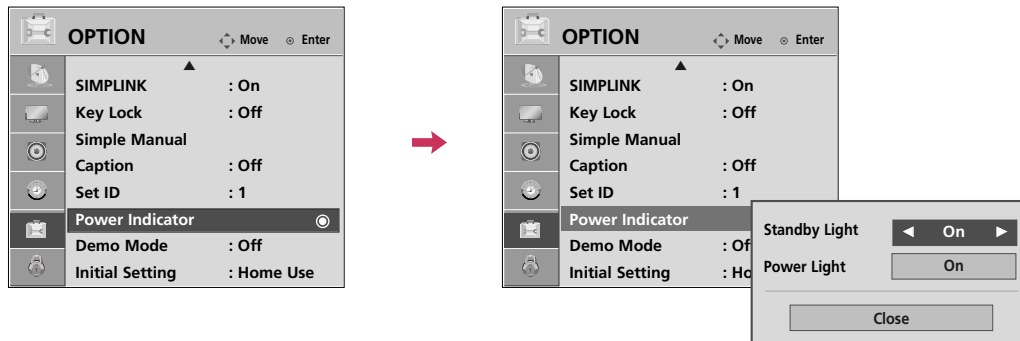 OPTION Move Enter
SIMPLINK : On
Key Lock : Off
Simple Manual
Caption : Off
Set ID : 1
Power Indicator
Demo Mode : Off
Initial Setting : Home Use
OPTION Move Enter
SIMPLINK : On
Key Lock : Off
Simple Manual
Caption : Off
Set ID : 1
Power Indicator
Demo Mode : Of
Initial Setting : Ho
Standby Light ◄ On ►
Power Light On
Close